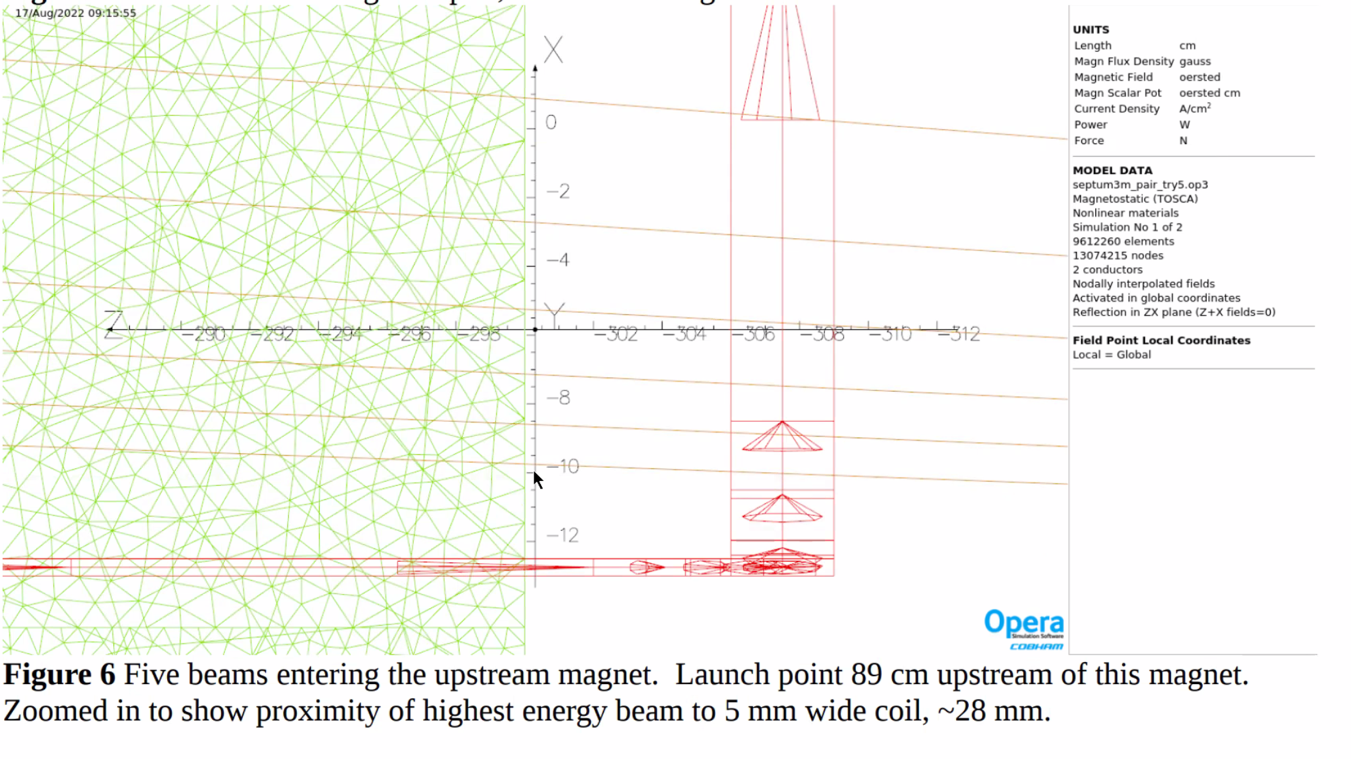 17/Aug/2022 09:15:55
X
0
−2
−4
Y
Z
−290 −292 −294 −296 −298 −302 −304 −306 −308 −310 −312
−8
−10
−12
UNITS
Length cm
Magn Flux Density gauss
Magnetic Field oersted
Magn Scalar Pot oersted cm
Current Density A/cm²
Power W
Force N
MODEL DATA
septum3m_pair_try5.op3
Magnetostatic (TOSCA)
Nonlinear materials
Simulation No 1 of 2
9612260 elements
13074215 nodes
2 conductors
Nodally interpolated fields
Activated in global coordinates
Reflection in ZX plane (Z+X fields=0)
Field Point Local Coordinates
Local = Global
Opera
Simulation Software
COBHAM
Figure 6 Five beams entering the upstream magnet. Launch point 89 cm upstream of this magnet.
Zoomed in to show proximity of highest energy beam to 5 mm wide coil, ~28 mm.